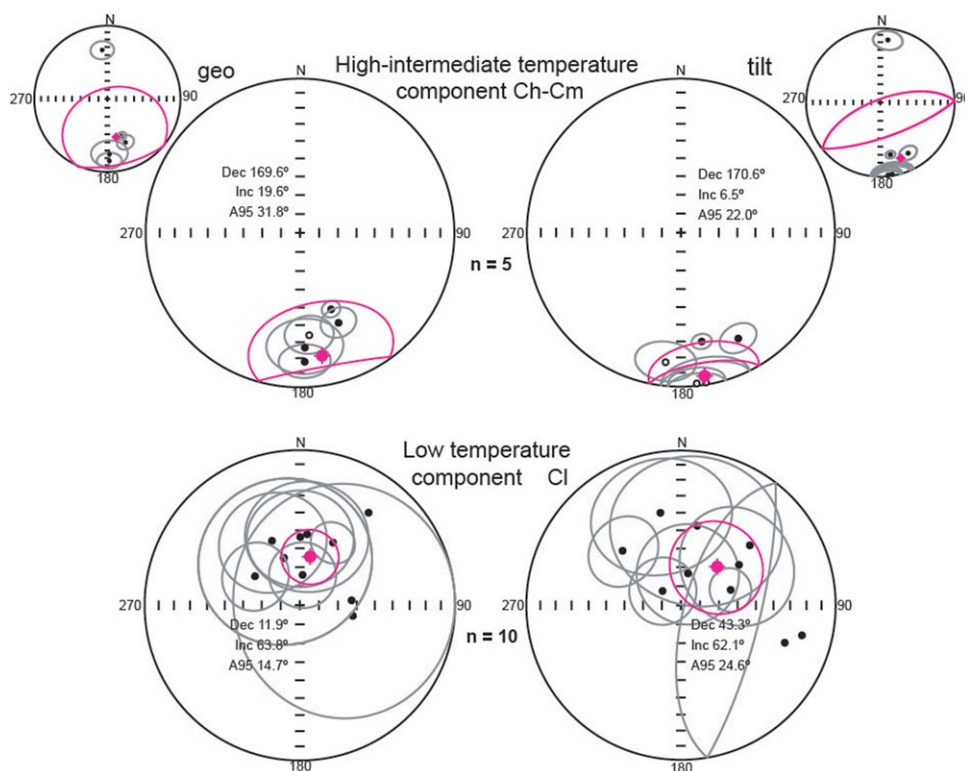 N
geo
270
90
180
High-intermediate temperature
component Ch-Cm
tilt
N
270
90
180
N
Dec 169.6º
Inc 19.6º
A95 31.8º
270
90
180
n = 5
N
Dec 170.6º
Inc 6.5º
A95 22.0º
270
90
180
Low temperature
component Cl
N
270
90
Dec 11.9º
Inc 63.8º
A95 14.7º
180
n = 10
N
270
90
Dec 43.3º
Inc 62.1º
A95 24.6º
180